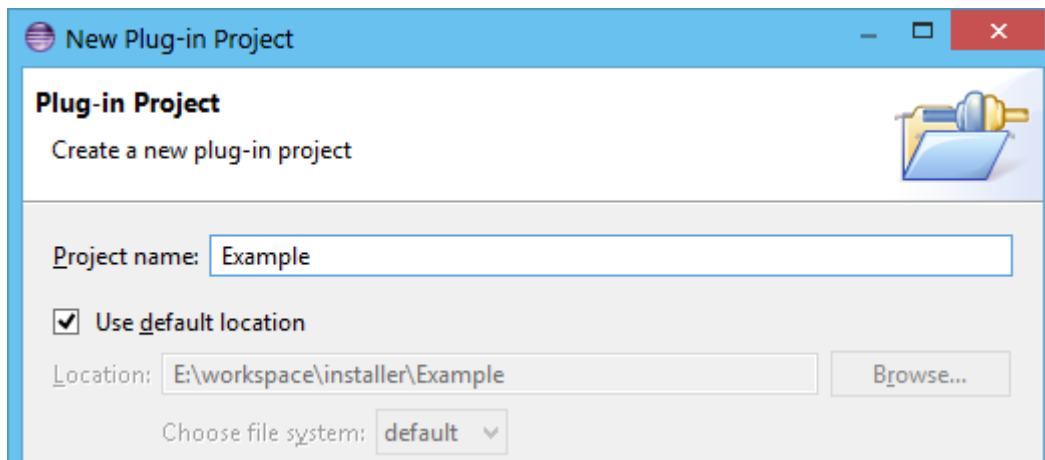 New Plug-in Project
Plug-in Project
Create a new plug-in project
Project name: Example
Use default location
Location: E:\workspace\installer\Example Browse...
Choose file system: default